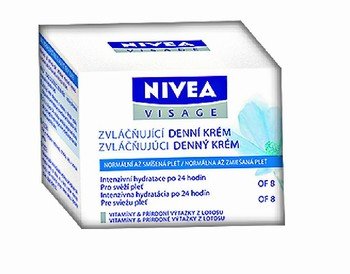 NIVEA
VISAGE
ZVLÁČŇUJÍCÍ DENNÍ KRÉM
ZVLÁČŇUJÚCI DENNÝ KRÉM
NORMÁLNÍ AŽ SMÍŠENÁ PLEŤ / NORMÁLNA AŽ ZMIEŠANÁ PLEŤ
Intenzivní hydratace po 24 hodin
Pro svěží pleť OF 8
Intenzívna hydratácia po 24 hodín
Pre sviežu pleť OF 8
VITAMÍNY & PŘÍRODNÍ VÝTAŽKY Z LOTOSU
VITAMÍNY & PRÍRODNÉ VÝŤAŽKY Z LOTOSU